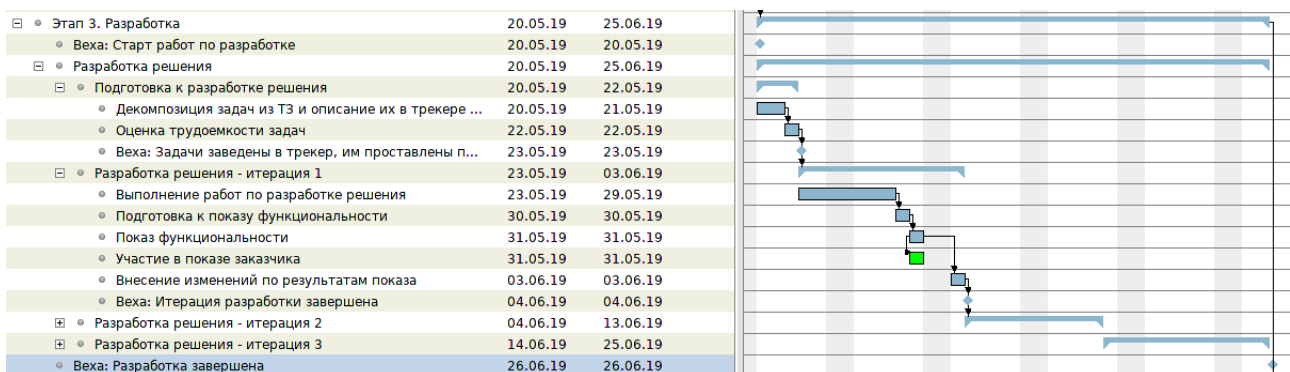 Этап 3. Разработка 20.05.19 25.06.19
Веха: Старт работ по разработке 20.05.19 20.05.19
Разработка решения 20.05.19 25.06.19
Подготовка к разработке решения 20.05.19 22.05.19
Декомпозиция задач из ТЗ и описание их в трекере ... 20.05.19 21.05.19
Оценка трудоемкости задач 22.05.19 22.05.19
Веха: Задачи заведены в трекер, им проставлены п... 23.05.19 23.05.19
Разработка решения - итерация 1 23.05.19 03.06.19
Выполнение работ по разработке решения 23.05.19 29.05.19
Подготовка к показу функциональности 30.05.19 30.05.19
Показ функциональности 31.05.19 31.05.19
Участие в показе заказчика 31.05.19 31.05.19
Внесение изменений по результатам показа 03.06.19 03.06.19
Веха: Итерация разработки завершена 04.06.19 04.06.19
Разработка решения - итерация 2 04.06.19 13.06.19
Разработка решения - итерация 3 14.06.19 25.06.19
Веха: Разработка завершена 26.06.19 26.06.19